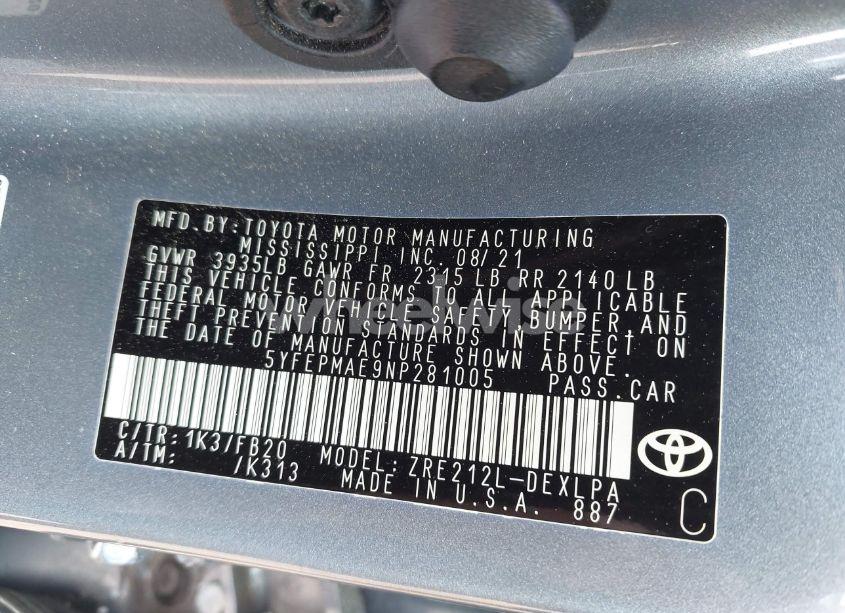 MFD. BY: TOYOTA MOTOR MANUFACTURING
MISSISSIPPI INC. 08/21
GVWR 3935LB GAWR FR 2315 LB RR 2140 LB
THIS VEHICLE CONFORMS TO ALL APPLICABLE
FEDERAL MOTOR VEHICLE SAFETY, BUMPER, AND
THEFT PREVENTION STANDARDS IN EFFECT ON
THE DATE OF MANUFACTURE SHOWN ABOVE.
5YFEPMAE9NP281005 PASS. CAR
C/TR: 1K3/FB20 MODEL: ZRE212L-DEXLPA
A/TM: /K313 MADE IN U.S.A. 887
C
wheelwise